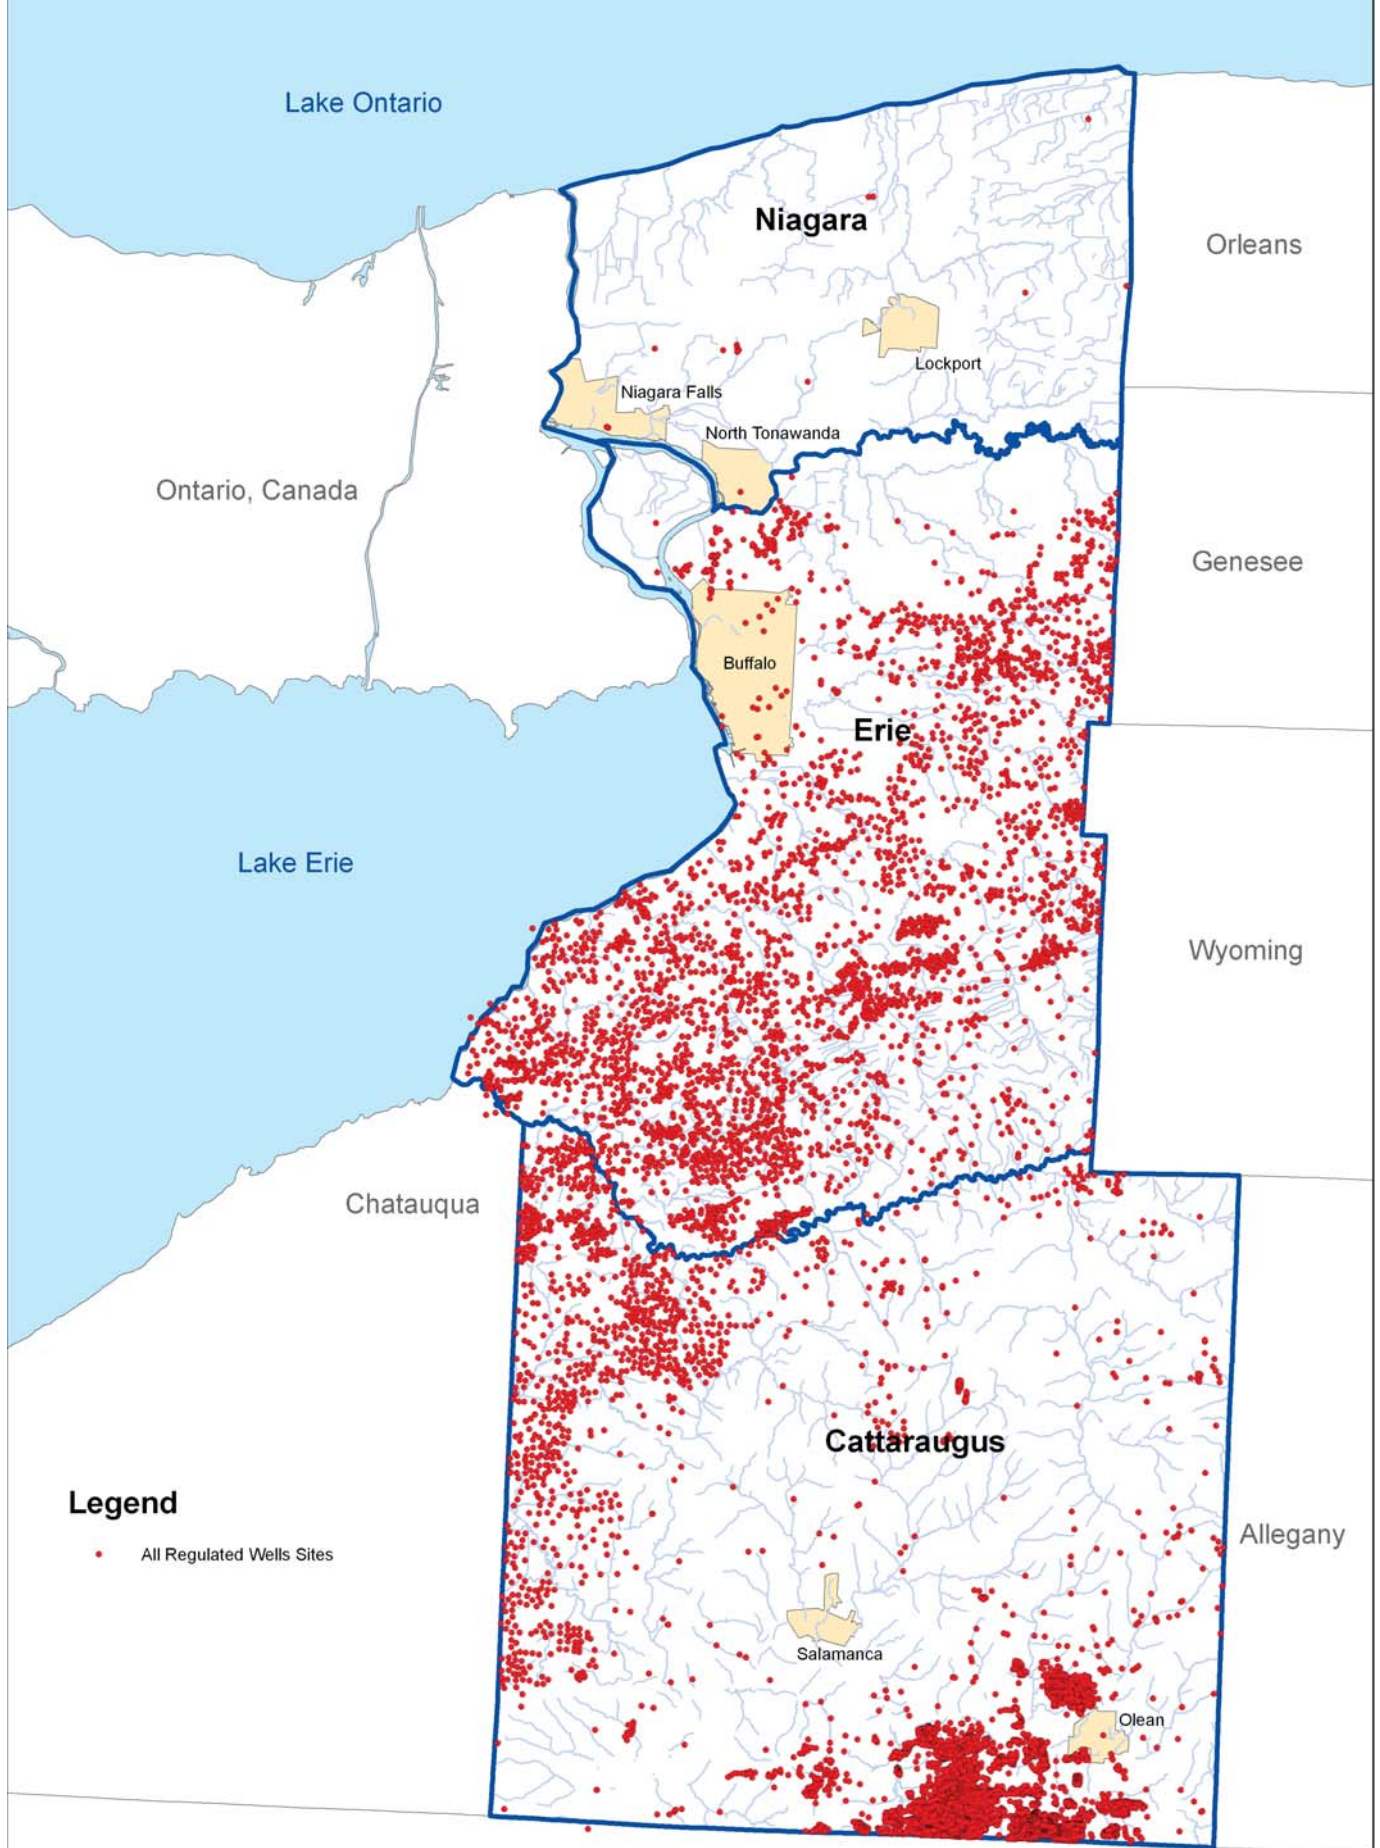 Lake Ontario
Niagara
Orleans
Lockport
Niagara Falls
North Tonawanda
Ontario, Canada
Genesee
Buffalo
Erie
Lake Erie
Wyoming
Chatauqua
Cattaraugus
Legend
All Regulated Wells Sites
Allegany
Salamanca
Olean